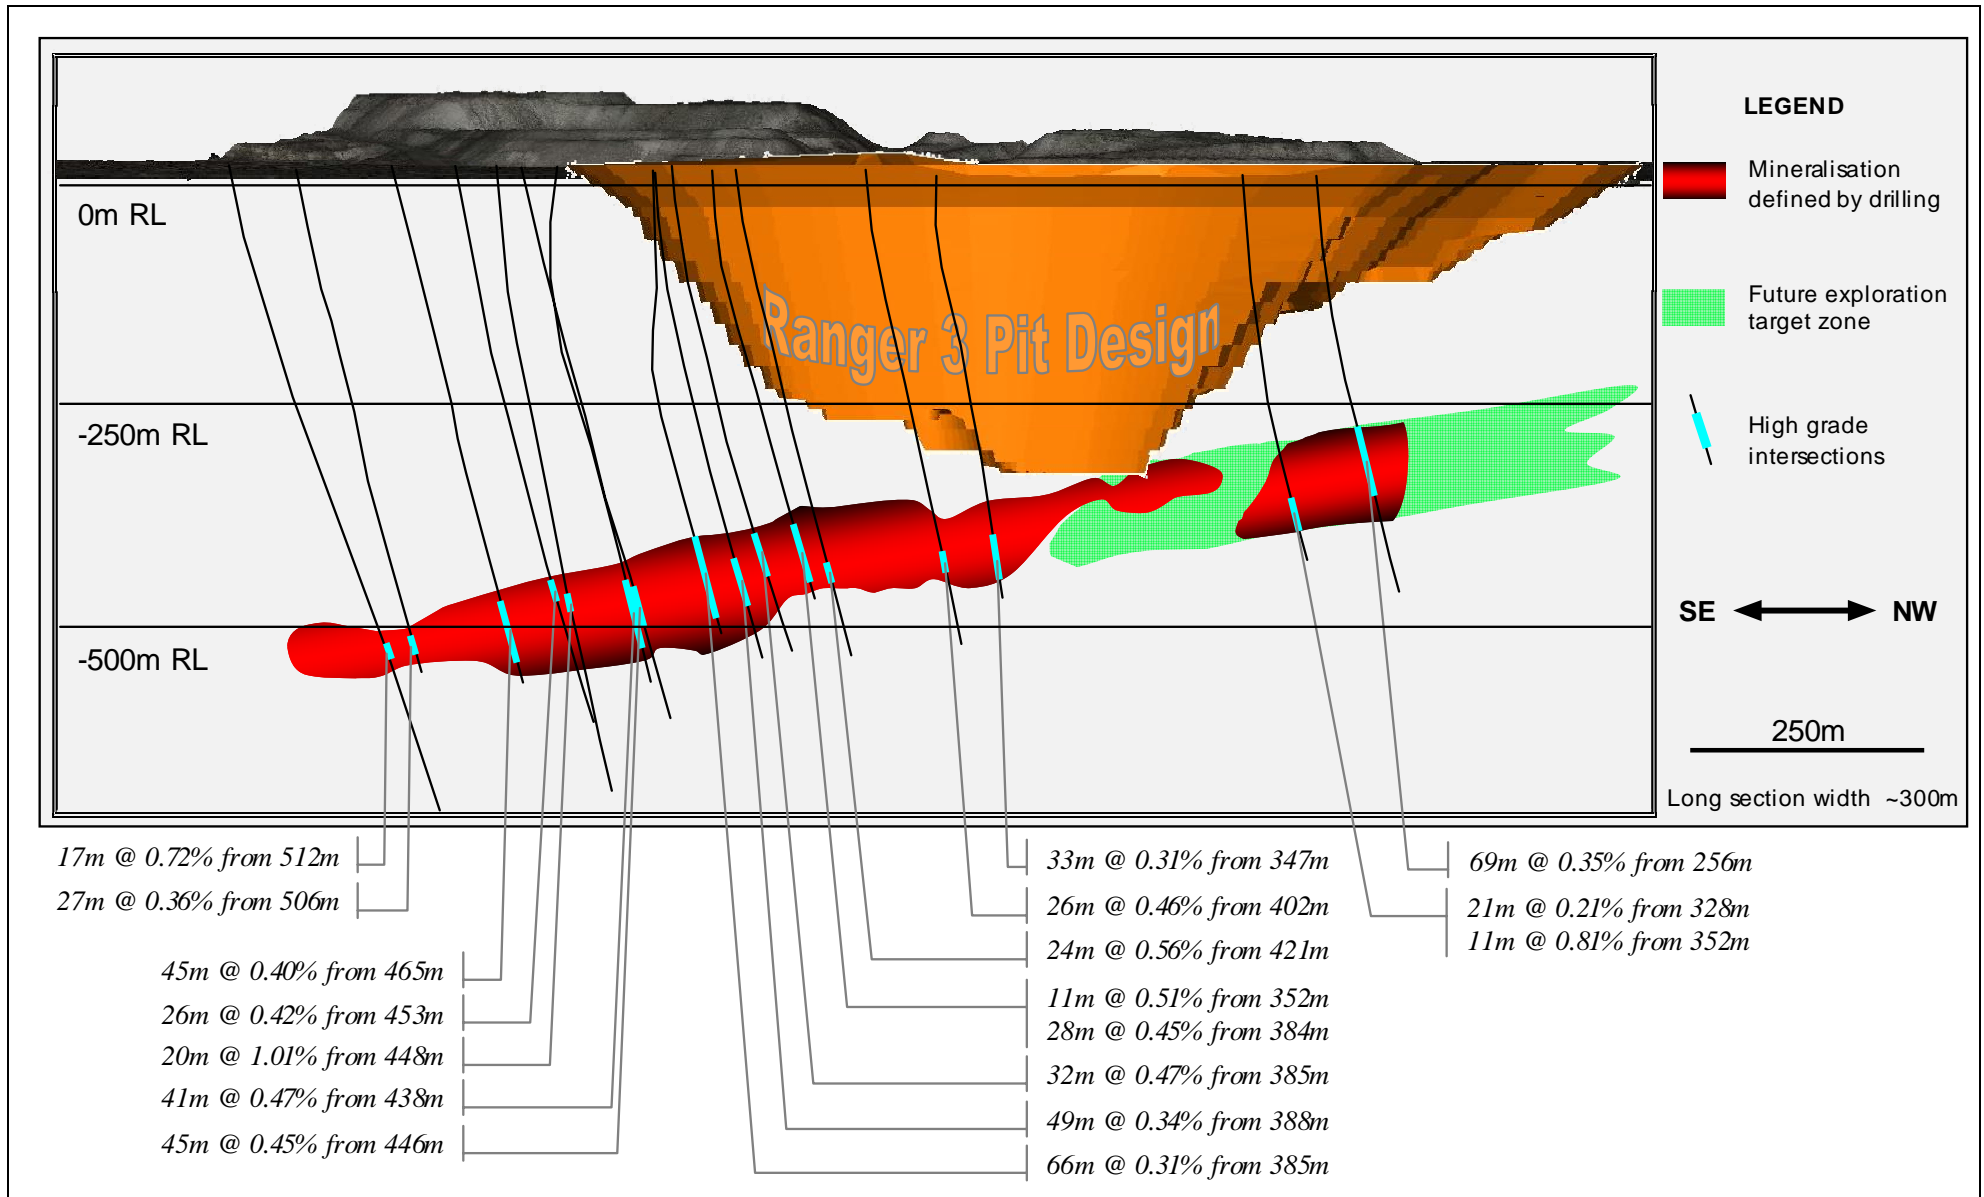 0m RL
-250m RL
-500m RL
Ranger 3 Pit Design
LEGEND
Mineralisation
defined by drilling
Future exploration
target zone
High grade
intersections
SE NW
250m
Long section width ~300m
17m @ 0.72% from 512m
27m @ 0.36% from 506m
45m @ 0.40% from 465m
26m @ 0.42% from 453m
20m @ 1.01% from 448m
41m @ 0.47% from 438m
45m @ 0.45% from 446m
33m @ 0.31% from 347m
26m @ 0.46% from 402m
24m @ 0.56% from 421m
11m @ 0.51% from 352m
28m @ 0.45% from 384m
32m @ 0.47% from 385m
49m @ 0.34% from 388m
66m @ 0.31% from 385m
69m @ 0.35% from 256m
21m @ 0.21% from 328m
11m @ 0.81% from 352m